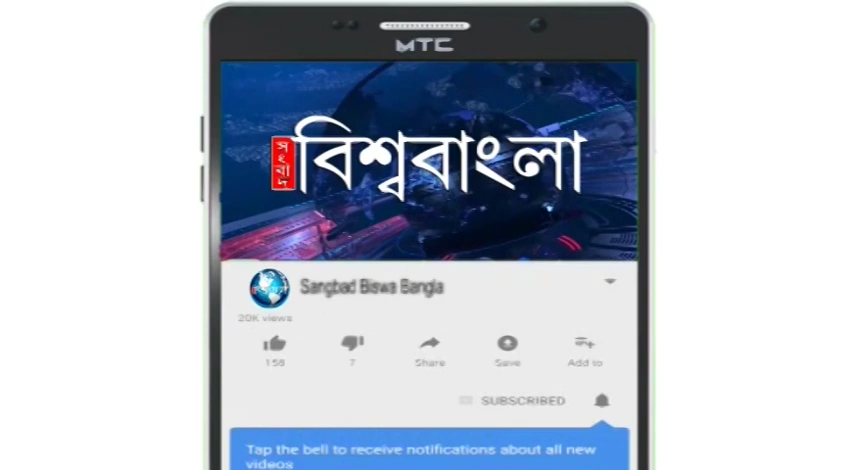 MTC
সংবাদ
বিশ্ববাংলা
Sangbad Biswa Bangla
20K views
158
7
Share
Save
Add to
SUBSCRIBED
Tap the bell to receive notifications about all new
videos